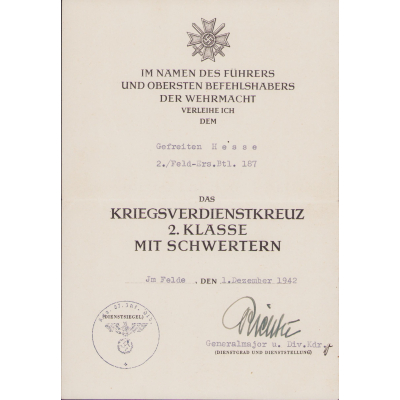 IM NAMEN DES FÜHRERS
UND OBERSTEN BEFEHLSHABERS
DER WEHRMACHT
VERLEIHE ICH
DEM
Gefreiten Hesse
2./Feld-Ers.Btl. 187
DAS
KRIEGSVERDIENSTKREUZ
2. KLASSE
MIT SCHWERTERN
Jm Felde , DEN 1.Dezember 1942
(DIENSTSIEGEL)
Generalmajor u. Div.Kdr.
(DIENSTGRAD UND DIENSTSTELLUNG)